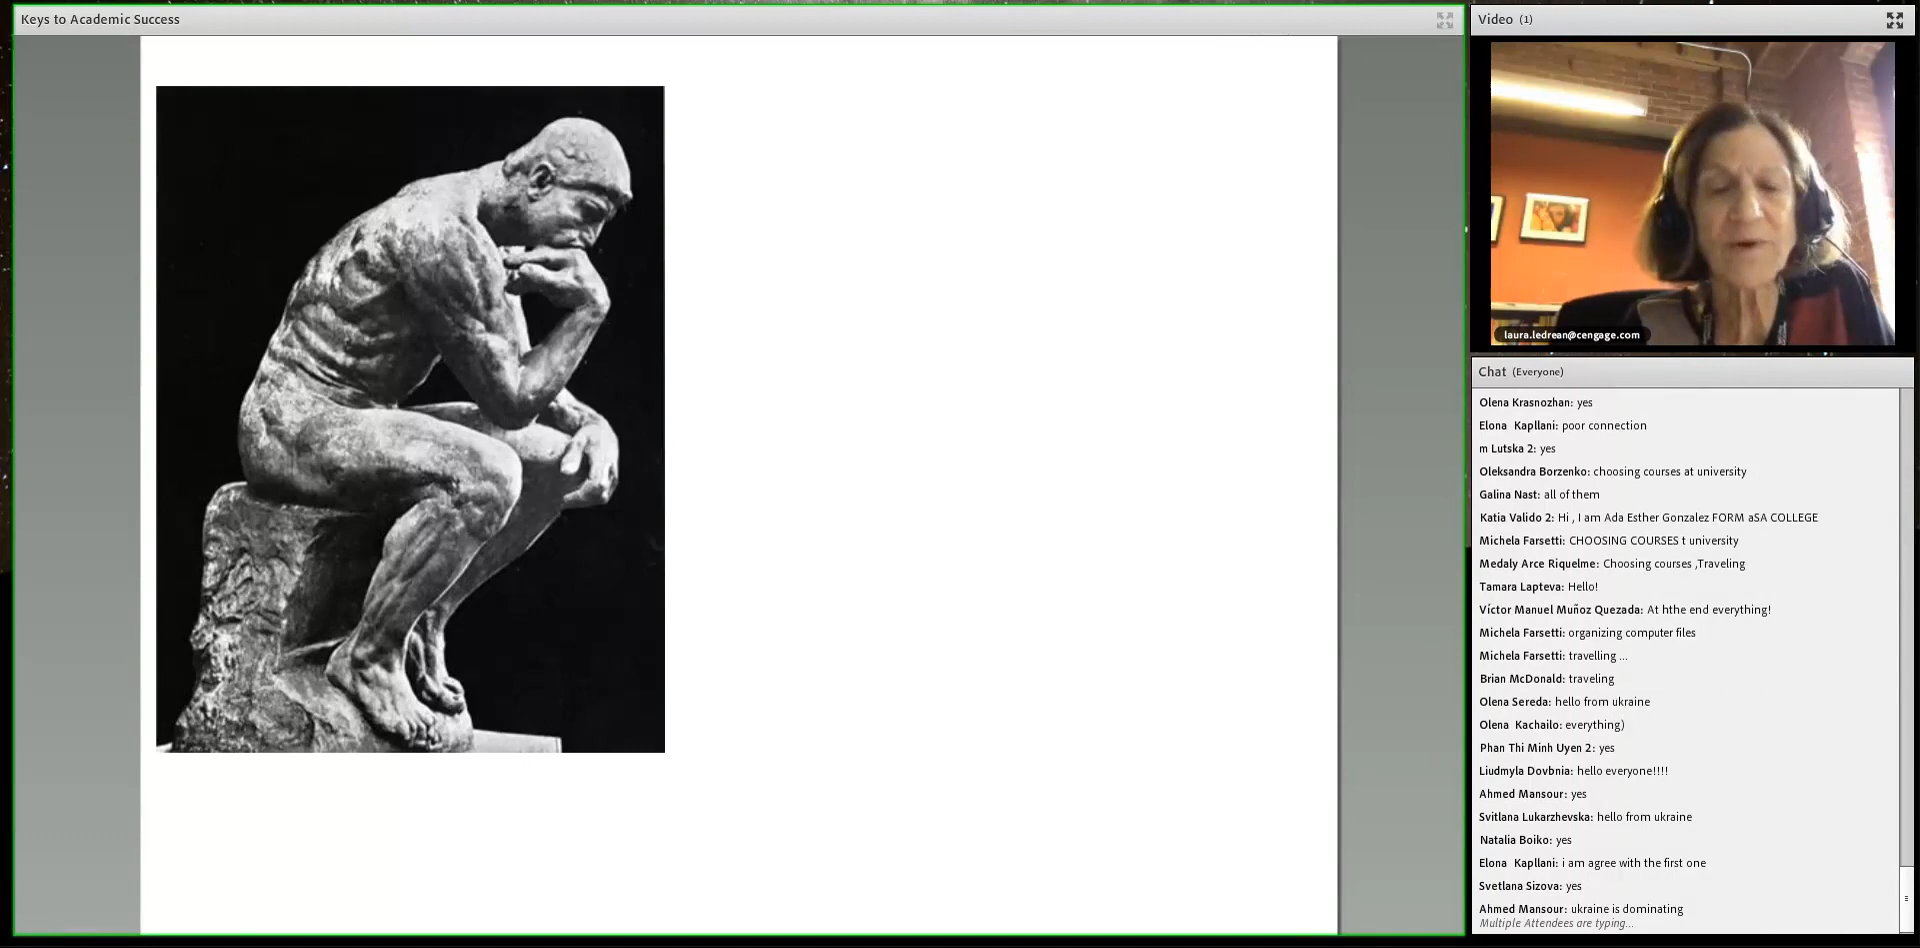 Keys to Academic Success
Video (1)
laura.ledrean@cengage.com
Chat (Everyone)
Olena Krasnozhan: yes
Elona Kapllani: poor connection
m Lutska 2: yes
Oleksandra Borzenko: choosing courses at university
Galina Nast: all of them
Katia Valido 2: Hi , I am Ada Esther Gonzalez FORM aSA COLLEGE
Michela Farsetti: CHOOSING COURSES t university
Medaly Arce Riquelme: Choosing courses ,Traveling
Tamara Lapteva: Hello!
Víctor Manuel Muñoz Quezada: At hthe end everything!
Michela Farsetti: organizing computer files
Michela Farsetti: travelling ...
Brian McDonald: traveling
Olena Sereda: hello from ukraine
Olena Kachailo: everything)
Phan Thi Minh Uyen 2: yes
Liudmyla Dovbnia: hello everyone!!!!
Ahmed Mansour: yes
Svitlana Lukarzhevska: hello from ukraine
Natalia Boiko: yes
Elona Kapllani: i am agree with the first one
Svetlana Sizova: yes
Ahmed Mansour: ukraine is dominating
Multiple Attendees are typing...